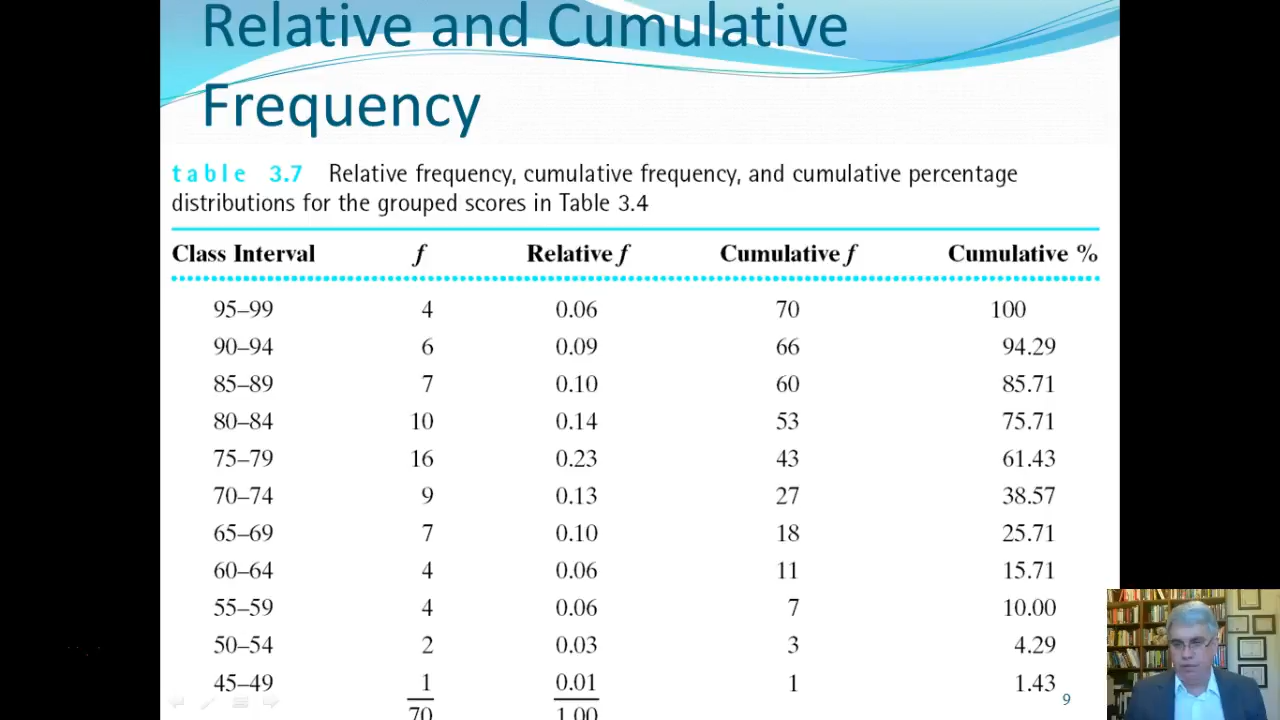 Relative and Cumulative
Frequency
table 3.7 Relative frequency, cumulative frequency, and cumulative percentage
distributions for the grouped scores in Table 3.4
Class Interval f Relative f Cumulative f Cumulative %
95–99 4 0.06 70 100
90–94 6 0.09 66 94.29
85–89 7 0.10 60 85.71
80–84 10 0.14 53 75.71
75–79 16 0.23 43 61.43
70–74 9 0.13 27 38.57
65–69 7 0.10 18 25.71
60–64 4 0.06 11 15.71
55–59 4 0.06 7 10.00
50–54 2 0.03 3 4.29
45–49 1 0.01 1 1.43
70 1.00
9